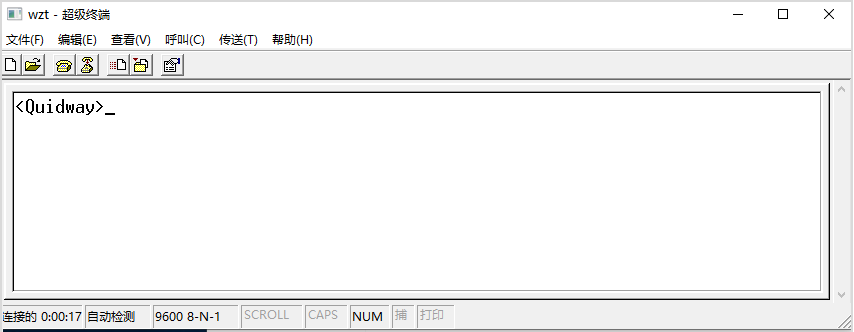 wzt - 超级终端
文件(F) 编辑(E) 查看(V) 呼叫(C) 传送(T) 帮助(H)
<Quidway>_
连接的 0:00:17 自动检测 9600 8-N-1 SCROLL CAPS NUM 捕 打印